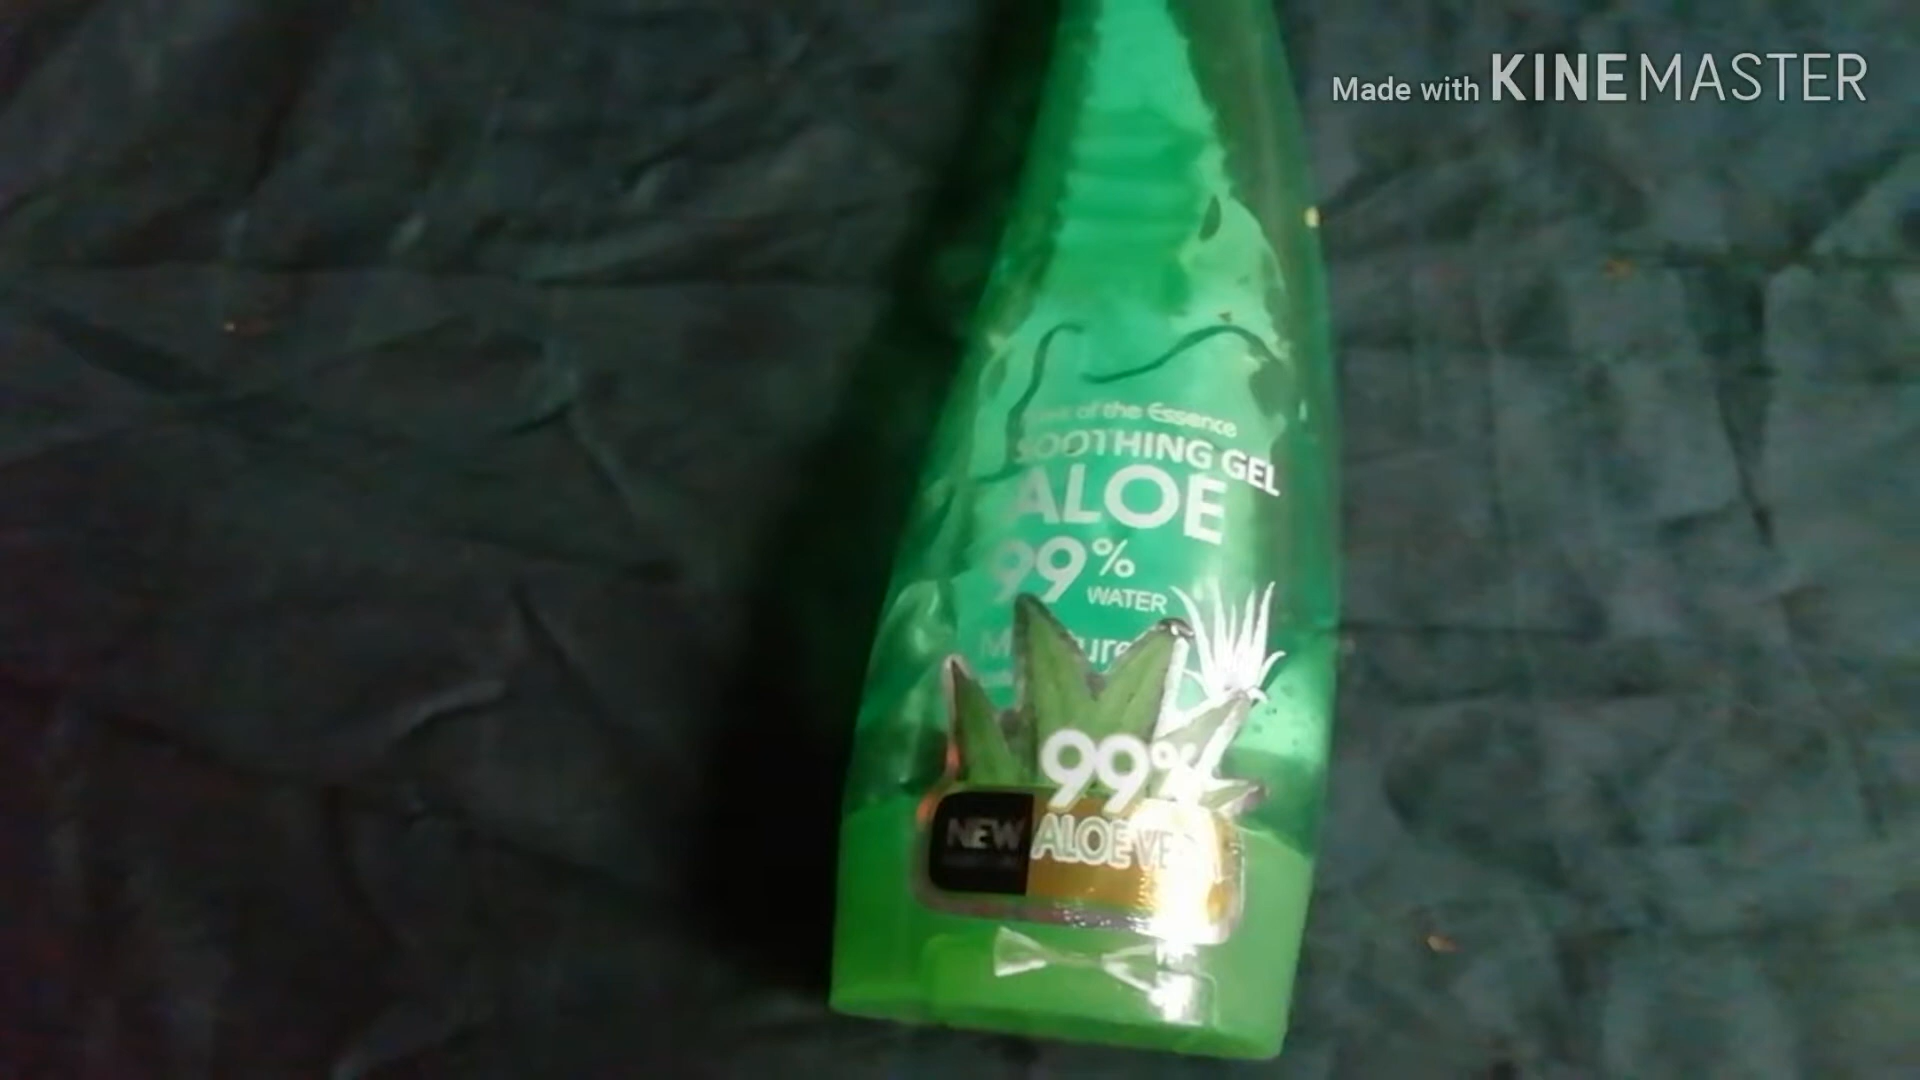 Made with KINEMASTER
of the Essence
SOOTHING GEL
ALOE
99%
WATER
99%
NEW
ALOE